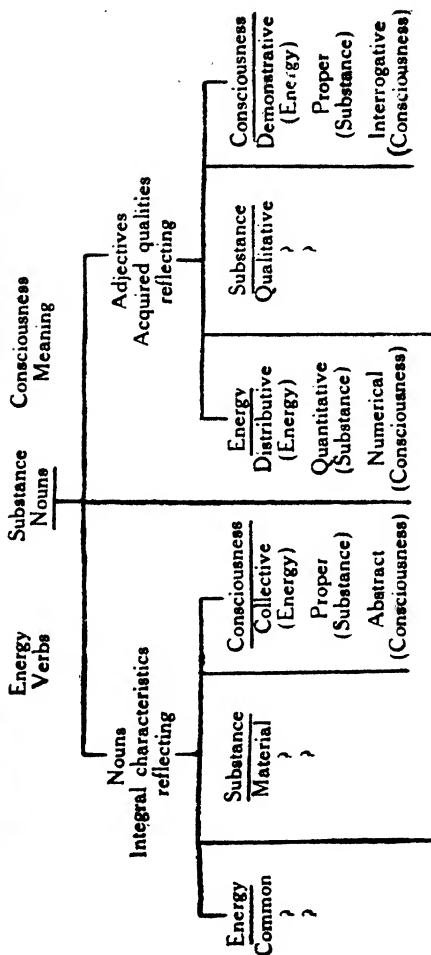 Energy
Verbs
Substance
Nouns
Consciousness
Meaning
Nouns
Integral characteristics
reflecting
Adjectives
Acquired qualities
reflecting
Energy
Common
?
?
Substance
Material
?
?
Consciousness
Collective
(Energy)
Proper
(Substance)
Abstract
(Consciousness)
Energy
Distributive
(Energy)
Quantitative
(Substance)
Numerical
(Consciousness)
Substance
Qualitative
?
?
Consciousness
Demonstrative
(Energy)
Proper
(Substance)
Interrogative
(Consciousness)